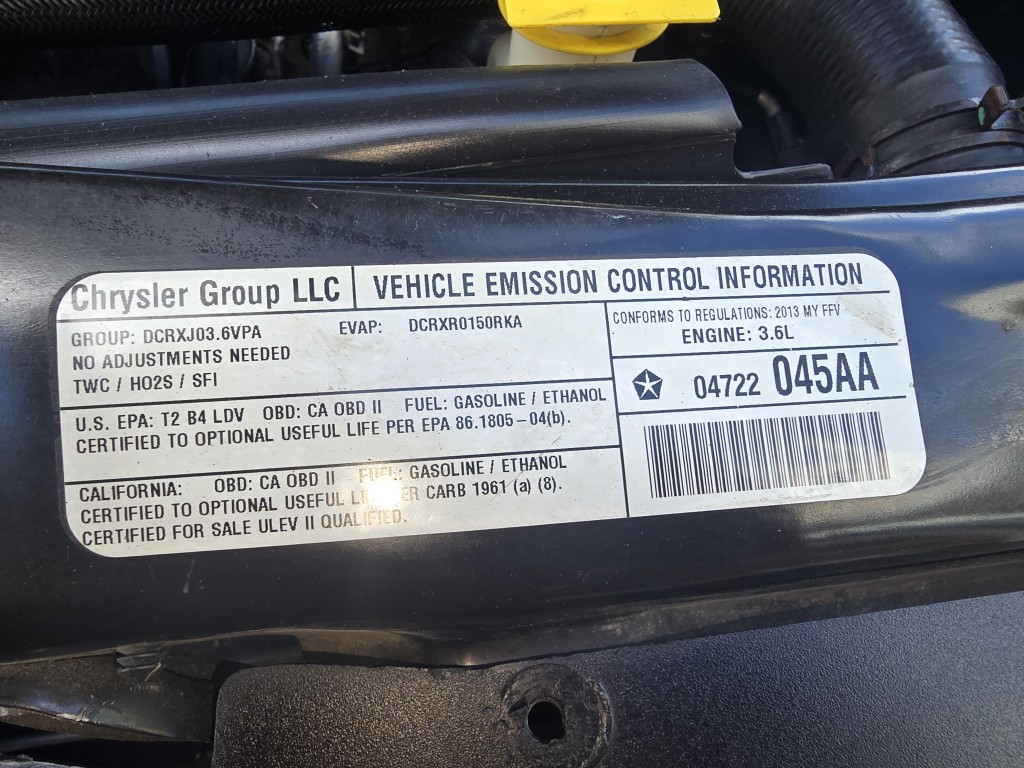 Chrysler Group LLC
VEHICLE EMISSION CONTROL INFORMATION
GROUP: DCRXJ03.6VPA EVAP: DCRXR0150RKA
NO ADJUSTMENTS NEEDED
TWC / HO2S / SFI
CONFORMS TO REGULATIONS: 2013 MY FFV
ENGINE: 3.6L
04722 045AA
U.S. EPA: T2 B4 LDV OBD: CA OBD II FUEL: GASOLINE / ETHANOL
CERTIFIED TO OPTIONAL USEFUL LIFE PER EPA 86.1805-04(b).
CALIFORNIA: OBD: CA OBD II FUEL: GASOLINE / ETHANOL
CERTIFIED TO OPTIONAL USEFUL CARB 1961 (a) (8).
CERTIFIED FOR SALE ULEV II QUALIFIED.